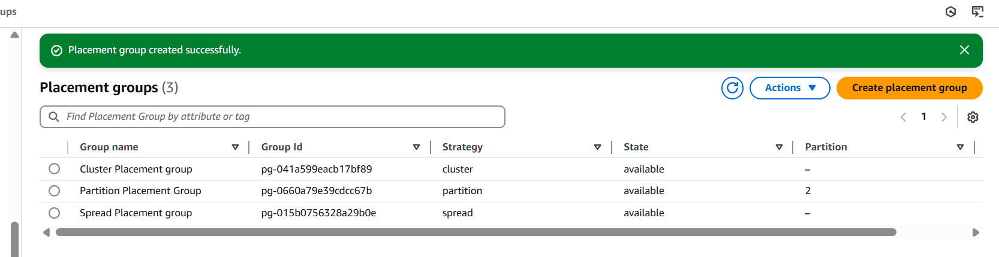 ups
Placement group created successfully.
Placement groups (3)
Actions
Create placement group
Find Placement Group by attribute or tag
1
Group name Group Id Strategy State Partition
Cluster Placement group pg-041a599eacb17bf89 cluster available –
Partition Placement Group pg-0660a79e39cdcc67b partition available 2
Spread Placement group pg-015b0756328a29b0e spread available –